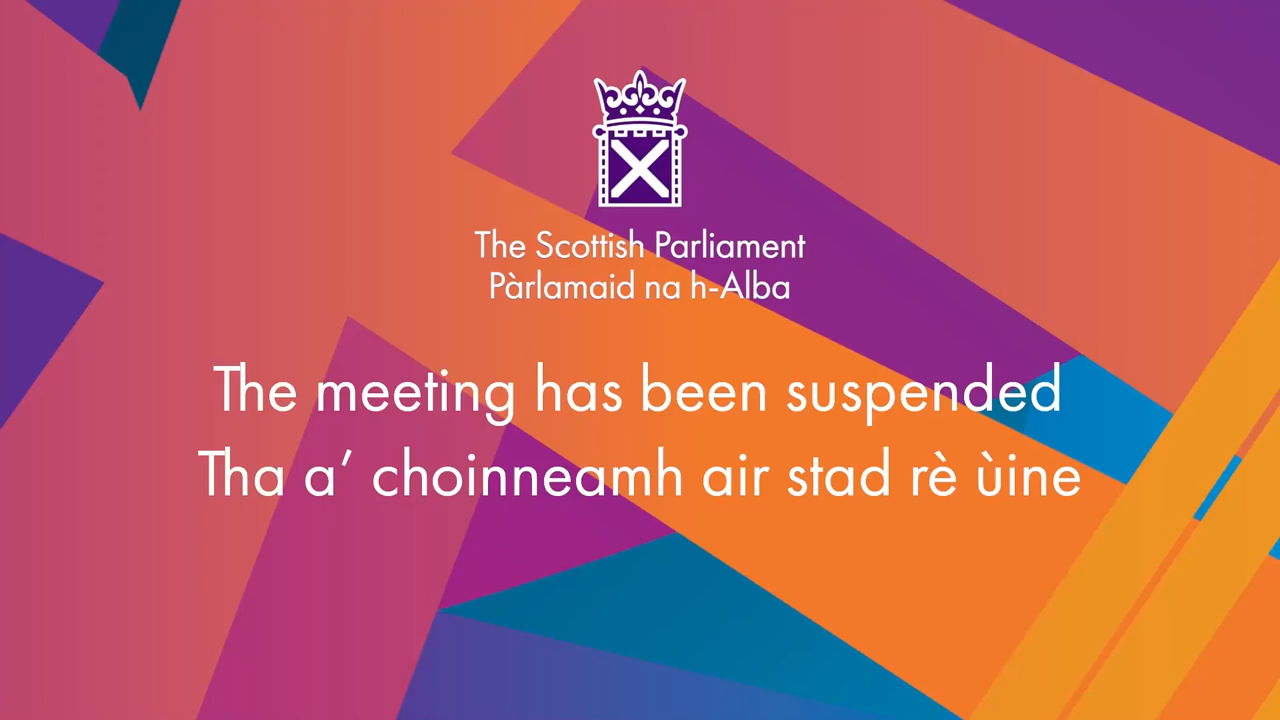 The Scottish Parliament
Pàrlamaid na h-Alba
The meeting has been suspended
Tha a’ choinneamh air stad rè ùine